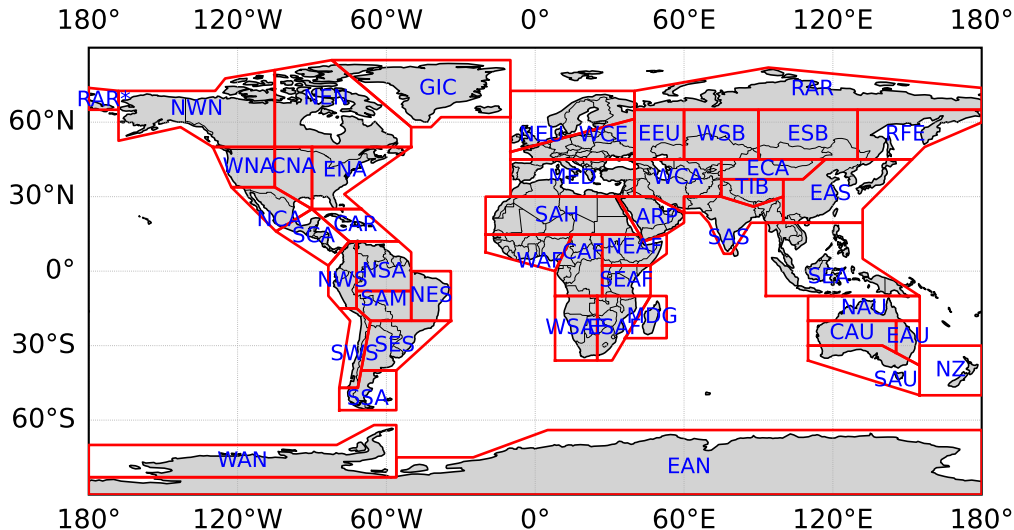 180° 120°W 60°W 0° 60°E 120°E 180°
60°N
30°N
0°
30°S
60°S
GIC
RAR
RAR*
NEN
NWN
NEU WCE EEU WSB ESB RFE
WNA CNA ENA
ECA
MED WCA
TIB
EAS
NCA CAR
SAH ARP
SCA
SAS
WAF CAF NEAF
NWS NSA
SEAF SEA
SAM NES
NAU
WSAF ESAF MDG
CAU EAU
SWS SES
NZ
SAU
SSA
WAN EAN
180° 120°W 60°W 0° 60°E 120°E 180°